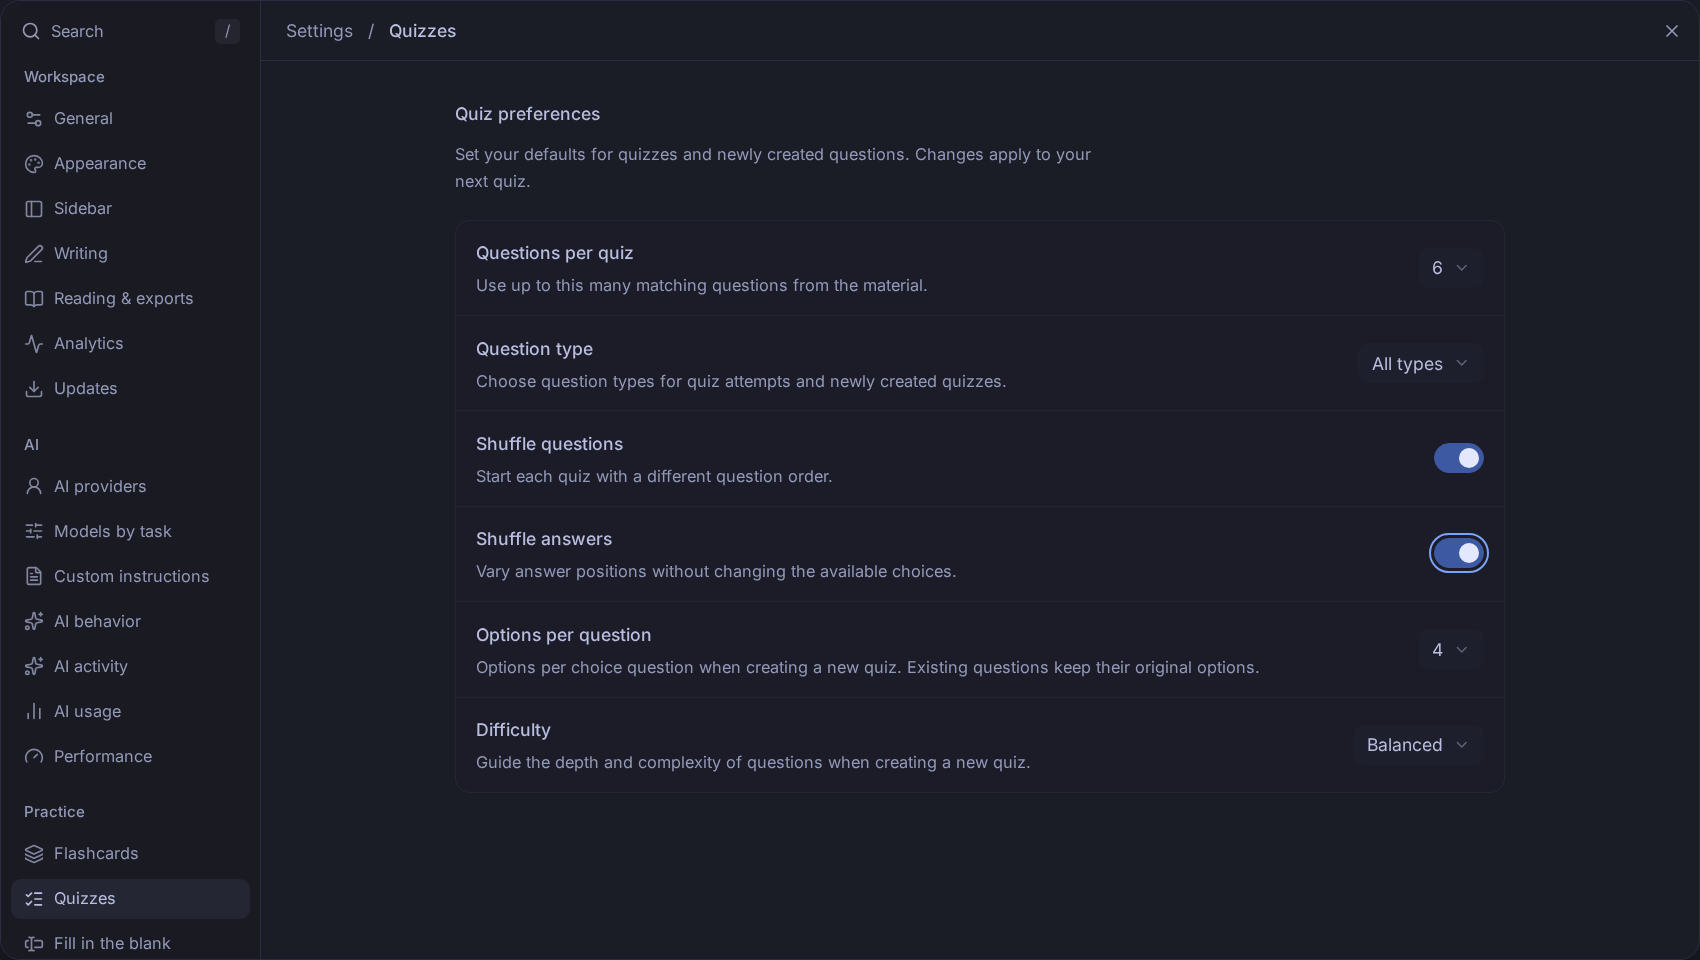 Search
/
Workspace
General
Appearance
Sidebar
Writing
Reading & exports
Analytics
Updates
AI
AI providers
Models by task
Custom instructions
AI behavior
AI activity
AI usage
Performance
Practice
Flashcards
Quizzes
Fill in the blank
Settings / Quizzes
Quiz preferences
Set your defaults for quizzes and newly created questions. Changes apply to your
next quiz.
Questions per quiz
Use up to this many matching questions from the material.
6
Question type
Choose question types for quiz attempts and newly created quizzes.
All types
Shuffle questions
Start each quiz with a different question order.
Shuffle answers
Vary answer positions without changing the available choices.
Options per question
Options per choice question when creating a new quiz. Existing questions keep their original options.
4
Difficulty
Guide the depth and complexity of questions when creating a new quiz.
Balanced